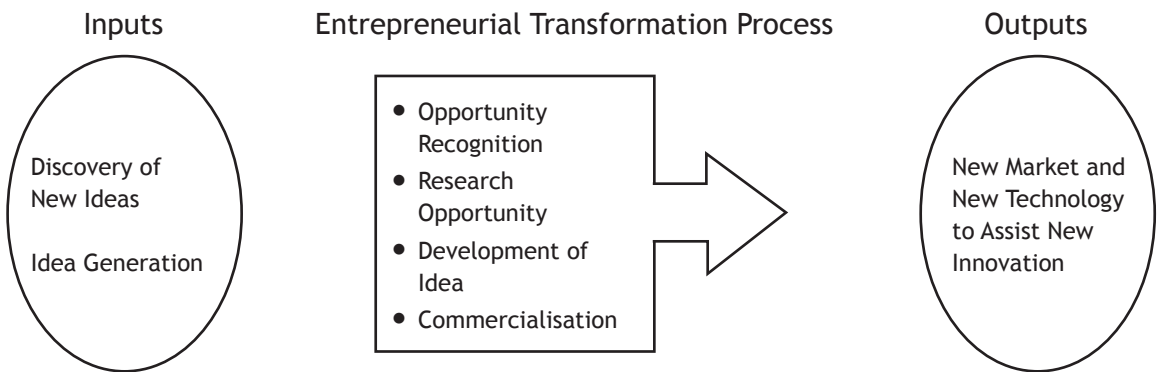 Inputs
Entrepreneurial Transformation Process
Outputs
Discovery of
New Ideas
Idea Generation
• Opportunity
Recognition
• Research
Opportunity
• Development of
Idea
• Commercialisation
New Market and
New Technology
to Assist New
Innovation